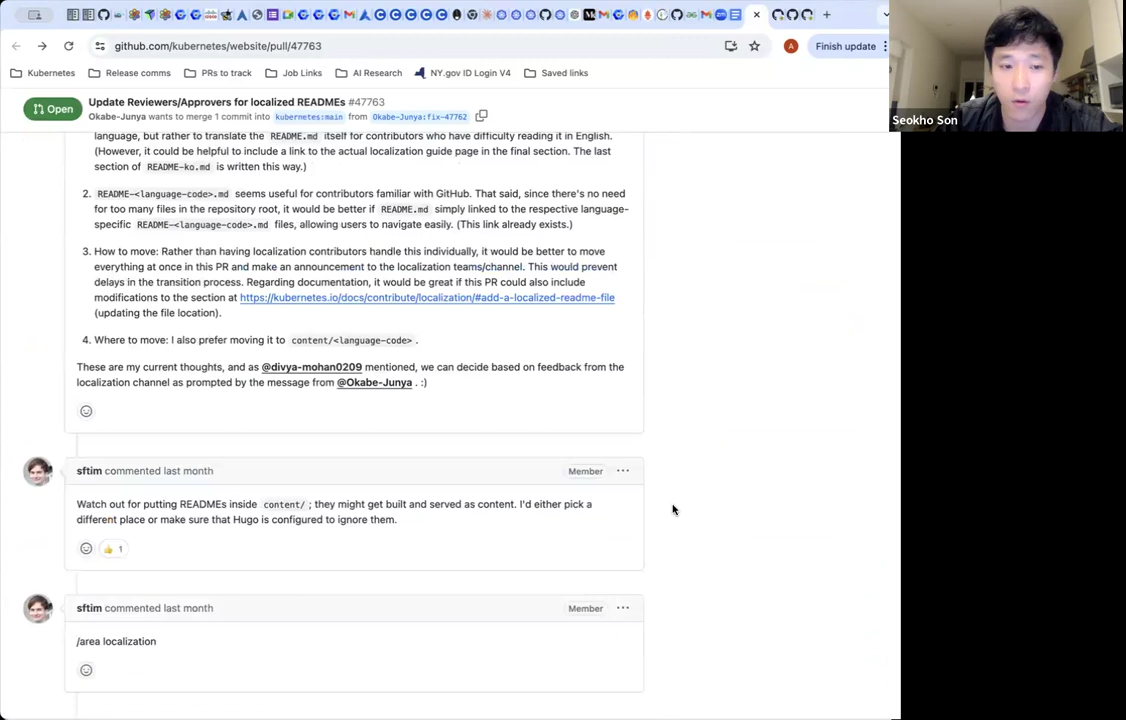 github.com/kubernetes/website/pull/47763
A
Finish update
Kubernetes
Release comms
PRs to track
Job Links
AI Research
NY.gov ID Login V4
Saved links
Open
Update Reviewers/Approvers for localized READMEs #47763
Okabe-Junya wants to merge 1 commit into kubernetes:main from Okabe-Junya:fix-47762
Seokho Son
language, but rather to translate the README.md itself for contributors who have difficulty reading it in English.
(However, it could be helpful to include a link to the actual localization guide page in the final section. The last
section of README-ko.md is written this way.)
2. README-<language-code>.md seems useful for contributors familiar with GitHub. That said, since there's no need
for too many files in the repository root, it would be better if README.md simply linked to the respective language-
specific README-<language-code>.md files, allowing users to navigate easily. (This link already exists.)
3. How to move: Rather than having localization contributors handle this individually, it would be better to move
everything at once in this PR and make an announcement to the localization teams/channel. This would prevent
delays in the transition process. Regarding documentation, it would be great if this PR could also include
modifications to the section at https://kubernetes.io/docs/contribute/localization/#add-a-localized-readme-file
(updating the file location).
4. Where to move: I also prefer moving it to content/<language-code> .
These are my current thoughts, and as @divya-mohan0209 mentioned, we can decide based on feedback from the
localization channel as prompted by the message from @Okabe-Junya . :)
sftim commented last month
Member
Watch out for putting READMEs inside content/ ; they might get built and served as content. I'd either pick a
different place or make sure that Hugo is configured to ignore them.
👍 1
sftim commented last month
Member
/area localization